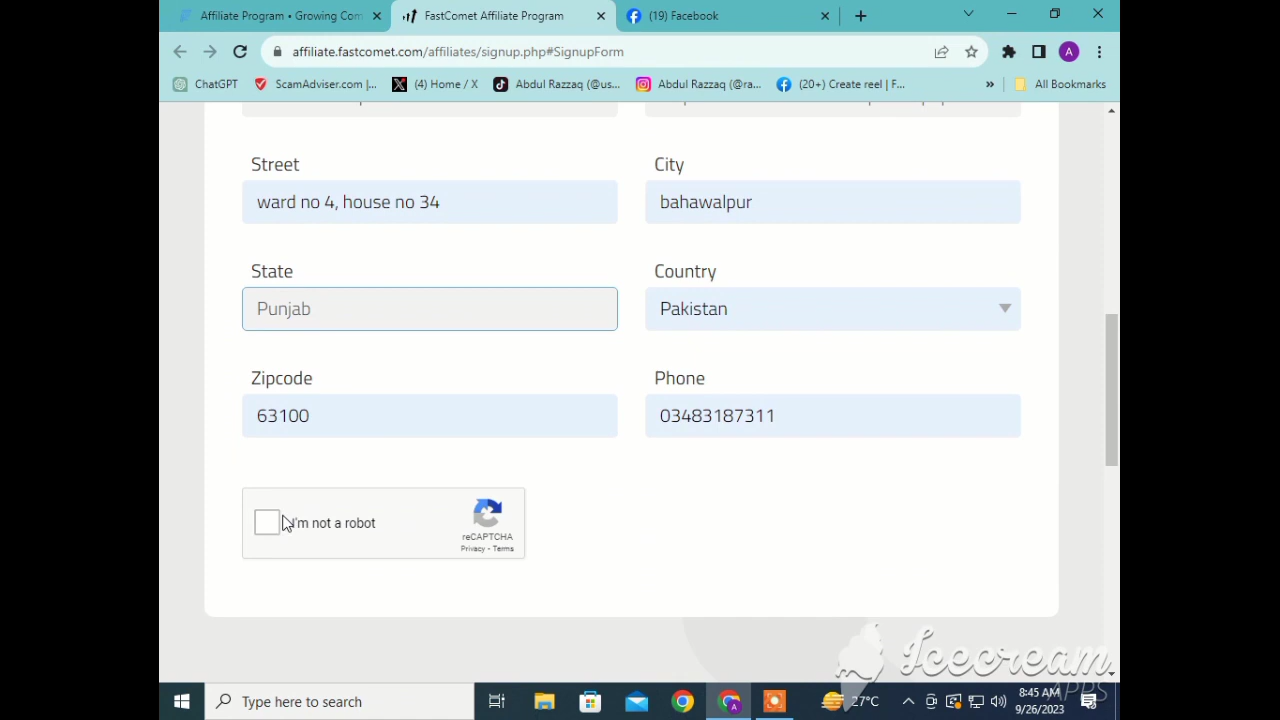 Affiliate Program • Growing Com
FastComet Affiliate Program
(19) Facebook
affiliate.fastcomet.com/affiliates/signup.php#SignupForm
A
ChatGPT
ScamAdviser.com |...
(4) Home / X
Abdul Razzaq (@us...
Abdul Razzaq (@ra...
(20+) Create reel | F...
»
All Bookmarks
Street
City
ward no 4, house no 34
bahawalpur
State
Country
Punjab
Pakistan
Zipcode
Phone
63100
03483187311
I'm not a robot
reCAPTCHA
Privacy - Terms
Icecream
APPS
Type here to search
A
27°C
8:45 AM
9/26/2023